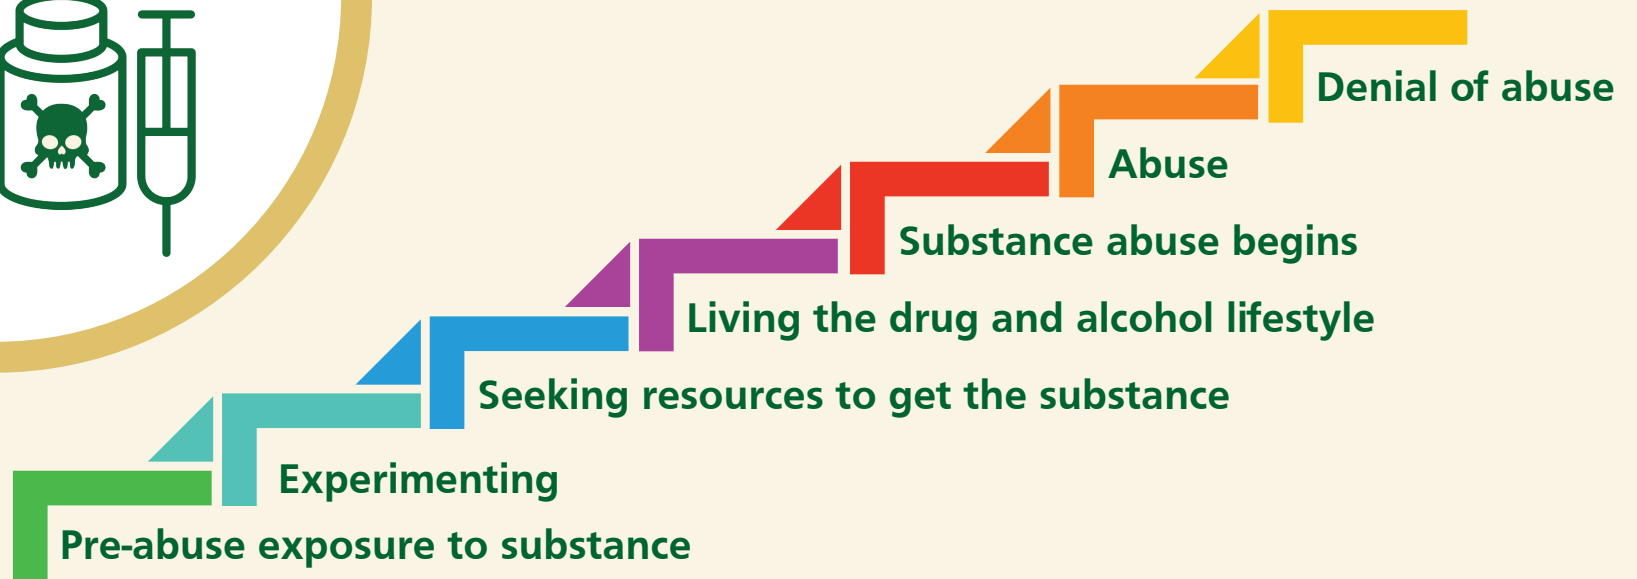 Denial of abuse
Abuse
Substance abuse begins
Living the drug and alcohol lifestyle
Seeking resources to get the substance
Experimenting
Pre-abuse exposure to substance